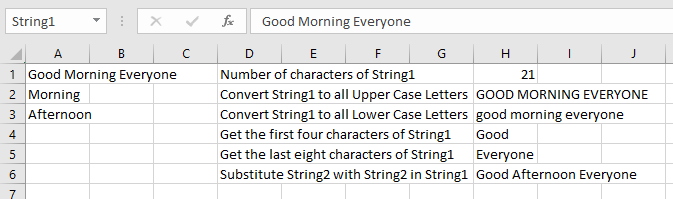 String1 fx Good Morning Everyone
A B C D E F G H I J
1 Good Morning Everyone Number of characters of String1 21
2 Morning Convert String1 to all Upper Case Letters GOOD MORNING EVERYONE
3 Afternoon Convert String1 to all Lower Case Letters good morning everyone
4 Get the first four characters of String1 Good
5 Get the last eight characters of String1 Everyone
6 Substitute String2 with String2 in String1 Good Afternoon Everyone
7